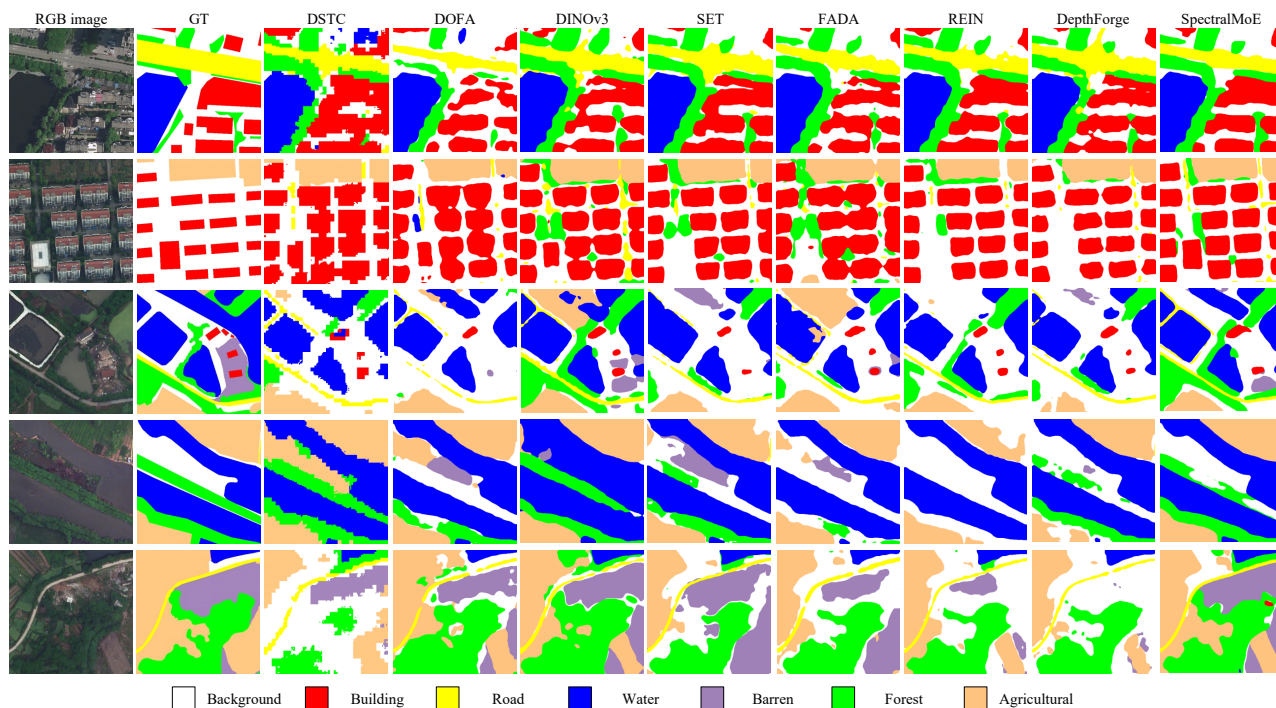 RGB image GT DSTC DOFA DINOv3 SET FADA REIN DepthForge SpectralMoE
Background Building Road Water Barren Forest Agricultural